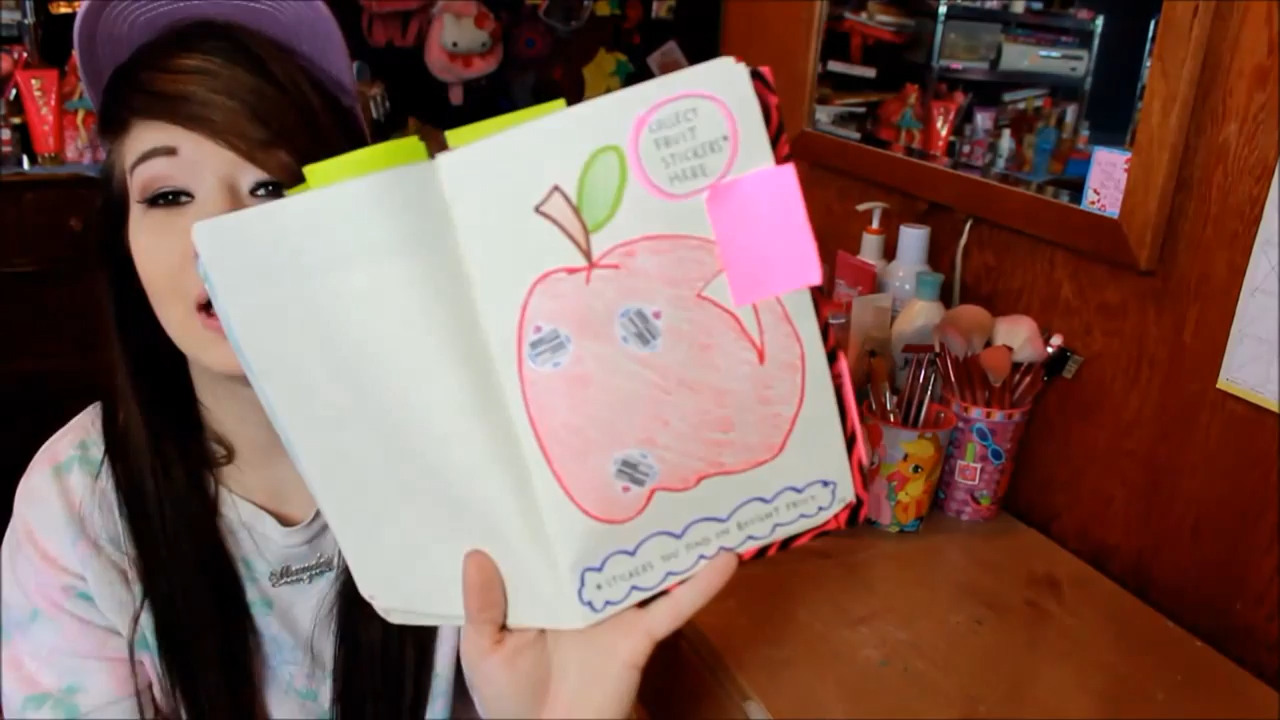 COLLECT
FRUIT
STICKERS*
HERE
* STICKERS YOU FIND ON BOUGHT FRUIT